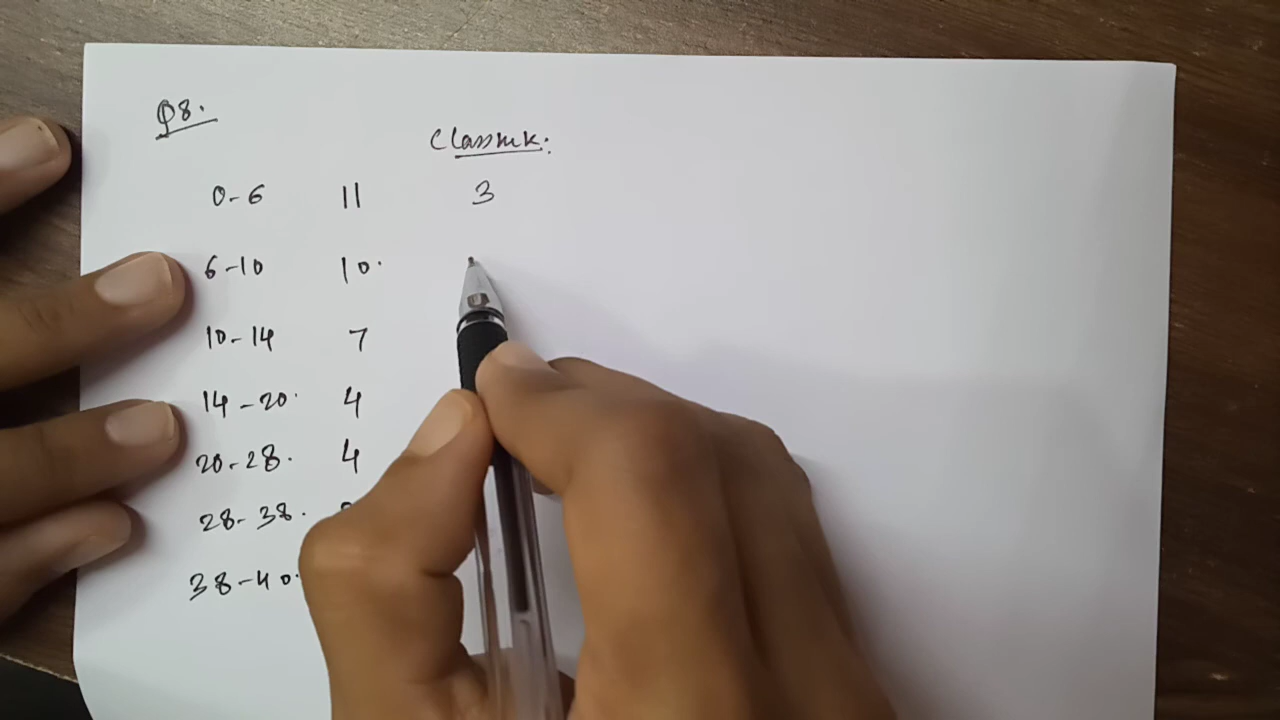 Q8.
Classmk.
0-6 11 3
6-10 10.
10-14 7
14-20. 4
20-28. 4
28-38.
38-40.